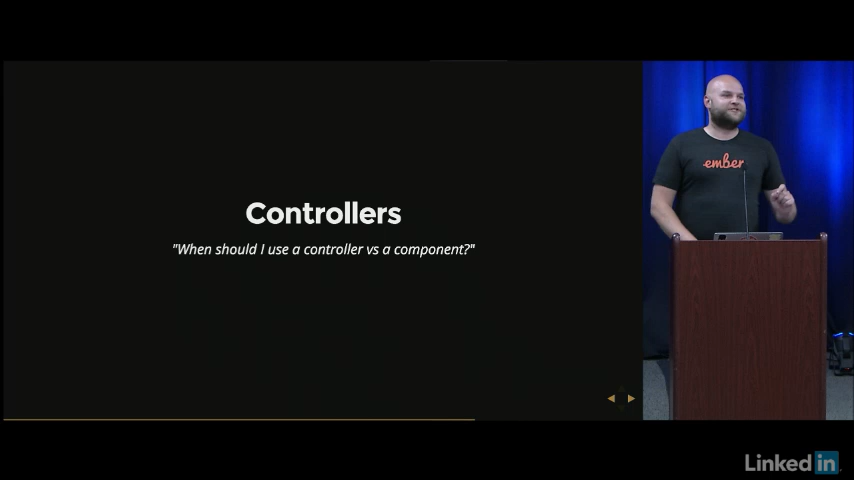 Controllers
"When should I use a controller vs a component?"
ember
Linked in